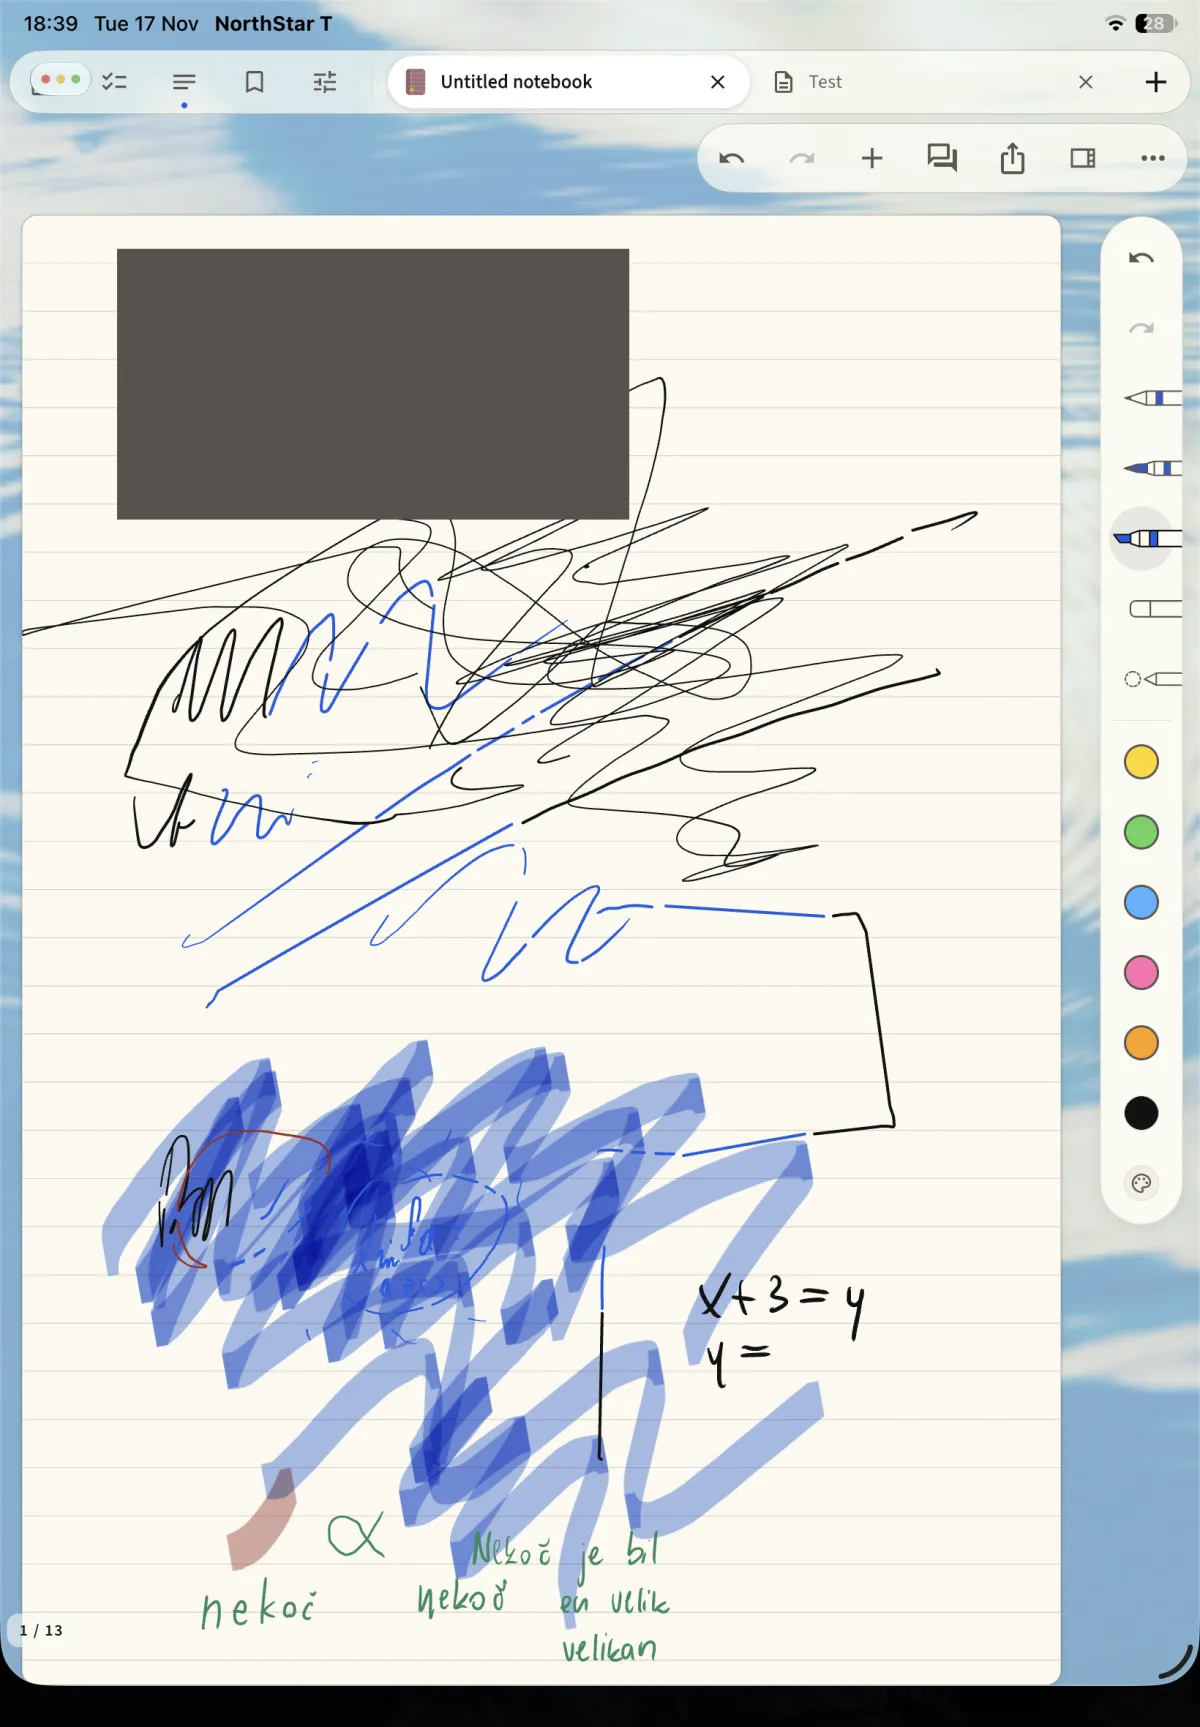 18:39 Tue 17 Nov NorthStar T
28
Untitled notebook
Test
x+3=y
y=
α
nekoč
nekoč
Nekoč je bil
en velik
velikan
1 / 13